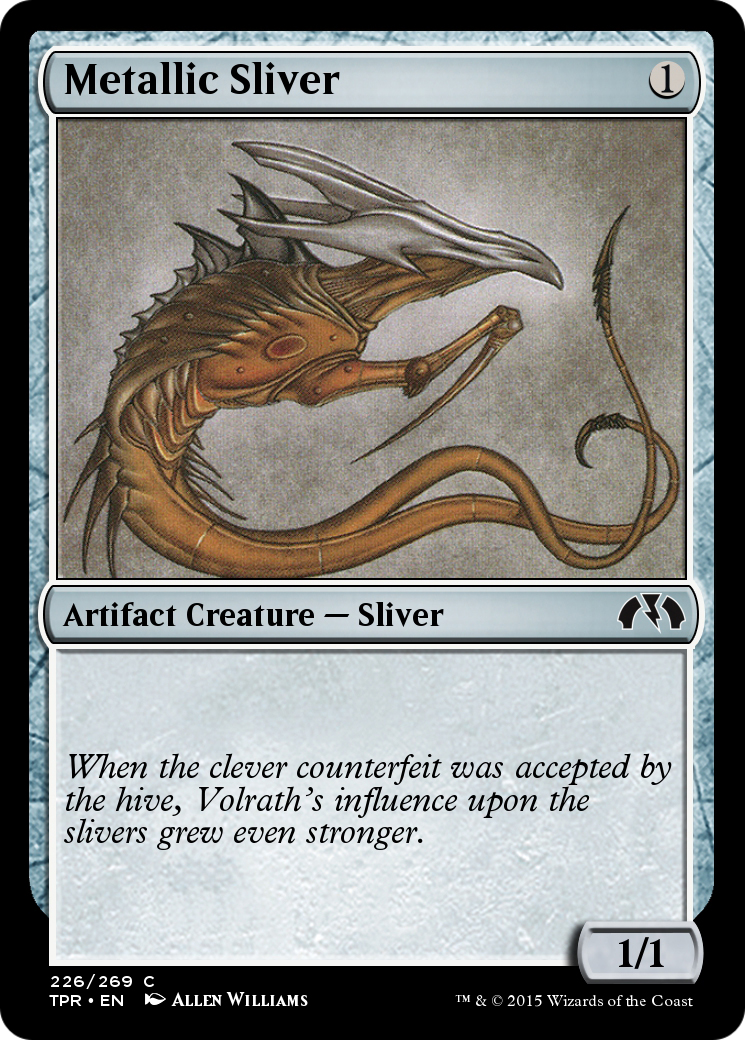 Metallic Sliver 1
Artifact Creature — Sliver
When the clever counterfeit was accepted by
the hive, Volrath's influence upon the
slivers grew even stronger.
1/1
226/269 C
TPR • EN ALLEN WILLIAMS ™ & © 2015 Wizards of the Coast